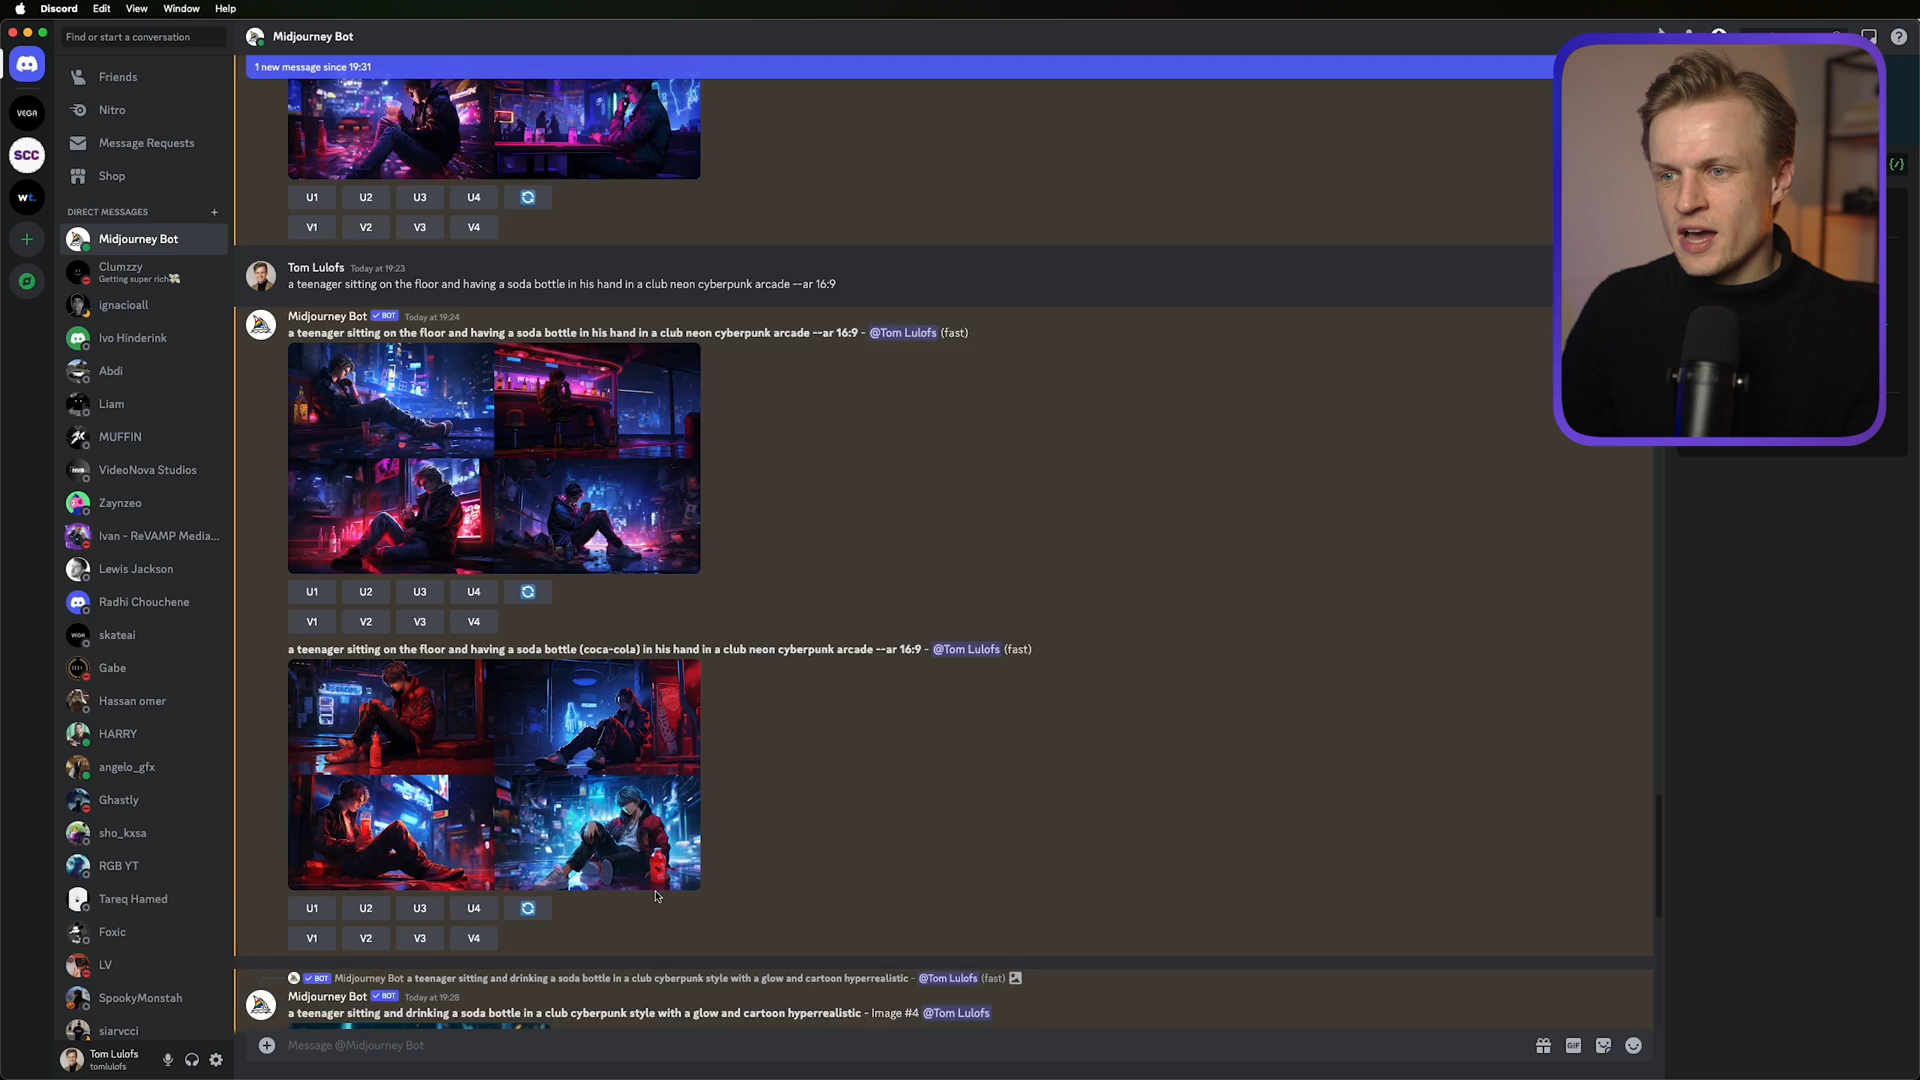 Discord Edit View Window Help
Find or start a conversation
Midjourney Bot
1 new message since 19:31
VEGA
Friends
Nitro
SCC
Message Requests
Shop
wt.
U1 U2 U3 U4
DIRECT MESSAGES +
V1 V2 V3 V4
Midjourney Bot
Clumzzy
Getting super rich💸
Tom Lulofs Today at 19:23
a teenager sitting on the floor and having a soda bottle in his hand in a club neon cyberpunk arcade --ar 16:9
ignacioall
Midjourney Bot ✓ BOT Today at 19:24
a teenager sitting on the floor and having a soda bottle in his hand in a club neon cyberpunk arcade --ar 16:9 - @Tom Lulofs (fast)
Ivo Hinderink
Abdi
Liam
MUFFIN
VideoNova Studios
Zaynzeo
Ivan - ReVAMP Media...
Lewis Jackson
U1 U2 U3 U4
Radhi Chouchene
V1 V2 V3 V4
VEGA skateai
a teenager sitting on the floor and having a soda bottle (coca-cola) in his hand in a club neon cyberpunk arcade --ar 16:9 - @Tom Lulofs (fast)
Gabe
Hassan omer
HARRY
angelo_gfx
Ghastly
sho_kxsa
RGB YT
Tareq Hamed
U1 U2 U3 U4
Foxic
V1 V2 V3 V4
LV
✓ BOT Midjourney Bot a teenager sitting and drinking a soda bottle in a club cyberpunk style with a glow and cartoon hyperrealistic - @Tom Lulofs (fast)
SpookyMonstah
Midjourney Bot ✓ BOT Today at 19:28
a teenager sitting and drinking a soda bottle in a club cyberpunk style with a glow and cartoon hyperrealistic - Image #4 @Tom Lulofs
siarvcci
Message @Midjourney Bot
GIF
Tom Lulofs
tomlulofs